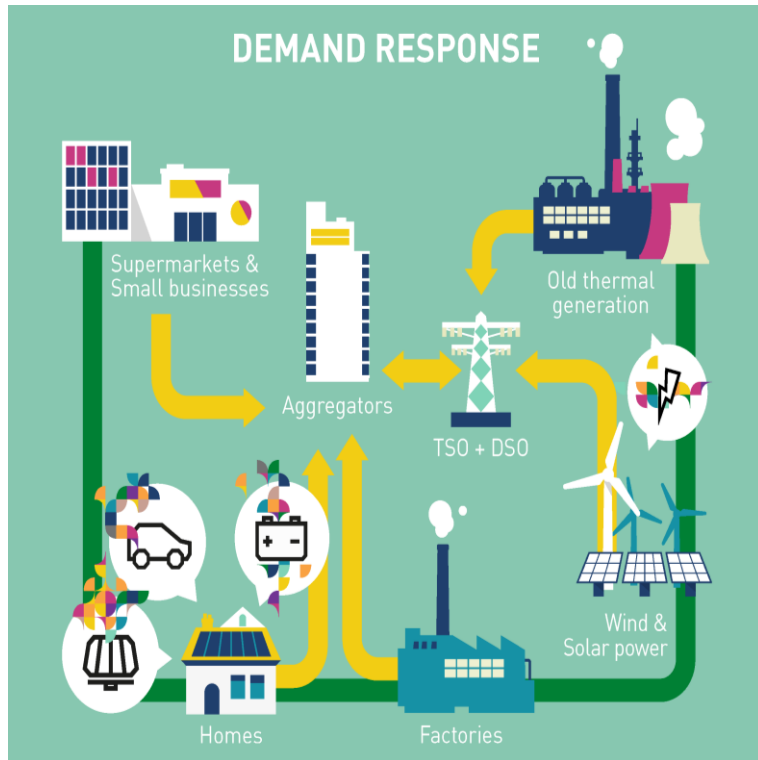 DEMAND RESPONSE
Supermarkets &
Small businesses
Old thermal
generation
Aggregators
TSO + DSO
Wind &
Solar power
Homes
Factories